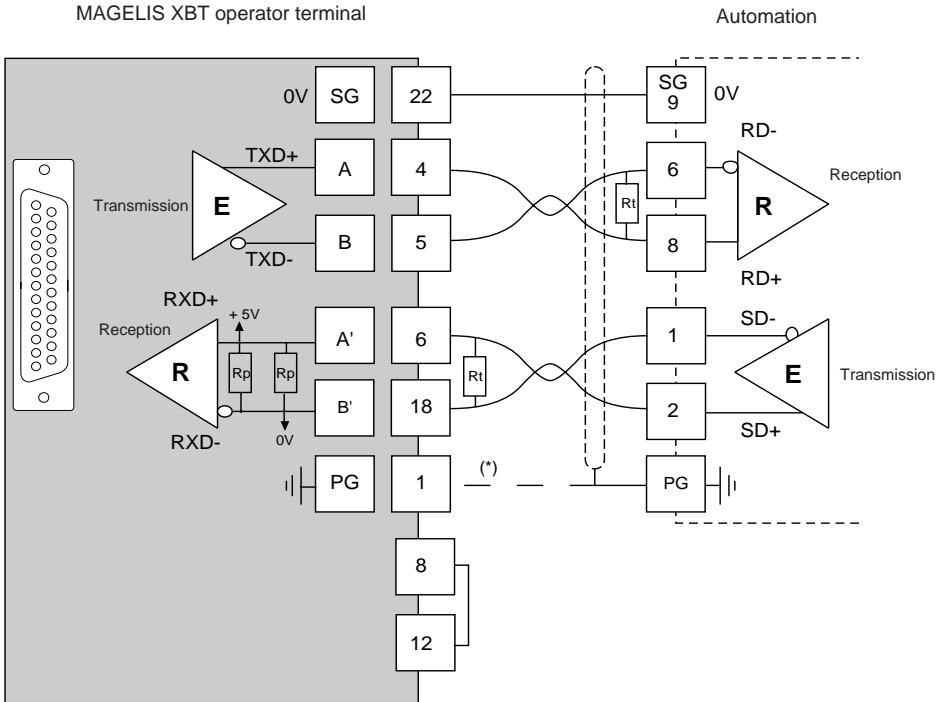 MAGELIS XBT operator terminal
Automation
0V SG 22
SG
9 0V
RD-
TXD+ A 4
6
Reception
Transmission E
Rt
R
TXD- B 5
8
RD+
RXD+
+ 5V
Reception
A' 6
1 SD-
R Rp Rp
Rt
E Transmission
B' 18
2
SD+
RXD-
0V
PG 1 (*) PG
8
12